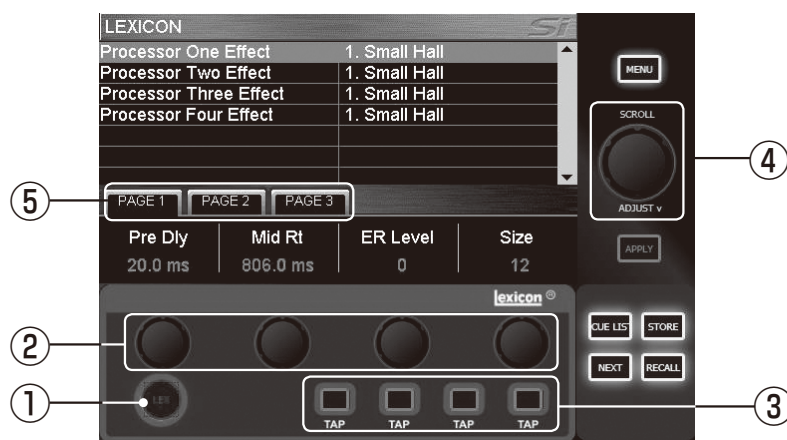 LEXICON Si
Processor One Effect 1. Small Hall
Processor Two Effect 1. Small Hall
Processor Three Effect 1. Small Hall
Processor Four Effect 1. Small Hall
PAGE 1 PAGE 2 PAGE 3
Pre Dly Mid Rt ER Level Size
20.0 ms 806.0 ms 0 12
lexicon ®
LEX
TAP TAP TAP TAP
MENU
SCROLL
ADJUST v
APPLY
CUE LIST STORE
NEXT RECALL
①
②
③
④
⑤